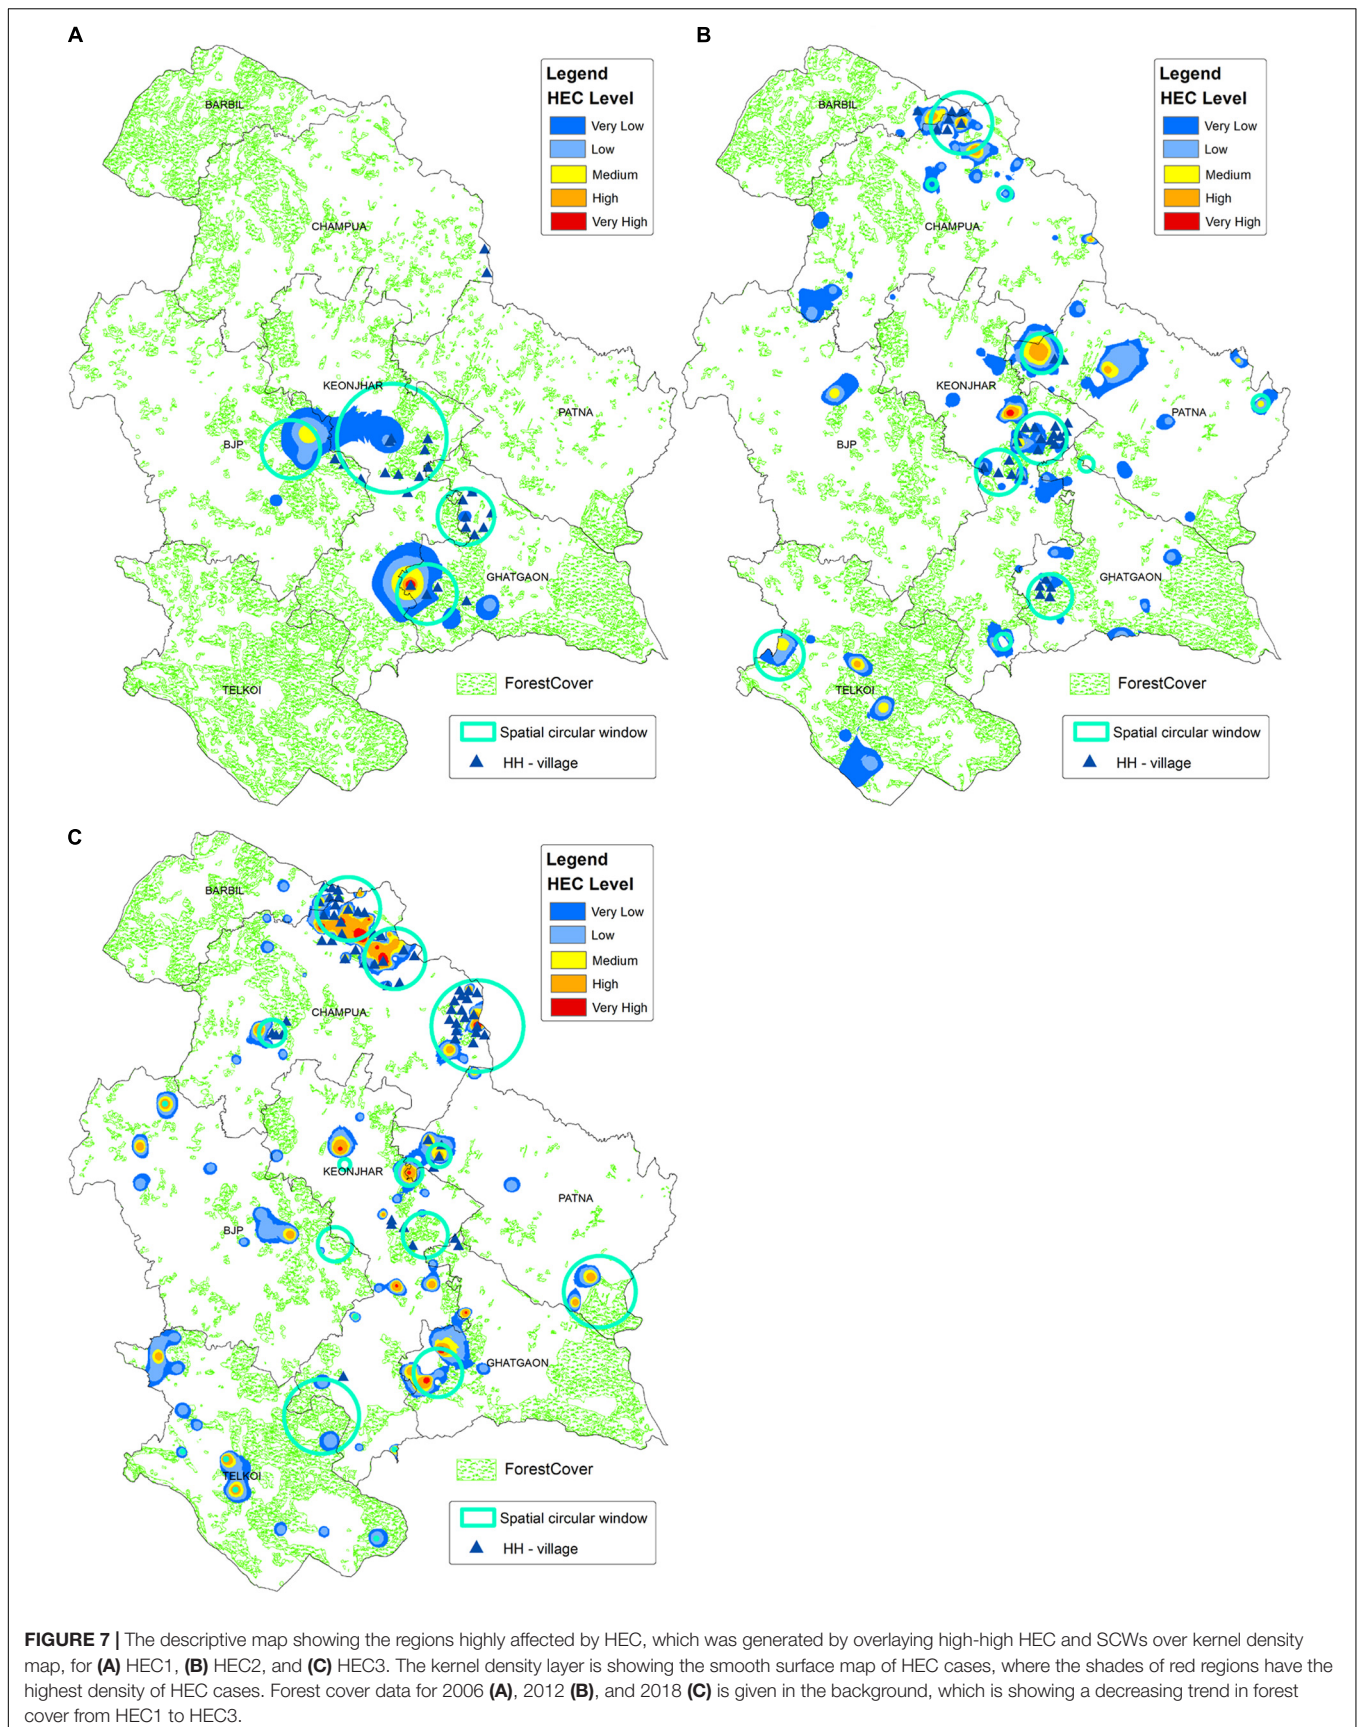 A
Legend
HEC Level
Very Low
Low
Medium
High
Very High
BARBIL
CHAMPUA
KEONJHAR
PATNA
BJP
GHATGAON
TELKOI
ForestCover
Spatial circular window
HH - village
B
Legend
HEC Level
Very Low
Low
Medium
High
Very High
BARBIL
CHAMPUA
KEONJHAR
PATNA
BJP
GHATGAON
TELKOI
ForestCover
Spatial circular window
HH - village
C
Legend
HEC Level
Very Low
Low
Medium
High
Very High
BARBIL
CHAMPUA
KEONJHAR
PATNA
BJP
GHATGAON
TELKOI
ForestCover
Spatial circular window
HH - village
FIGURE 7 | The descriptive map showing the regions highly affected by HEC, which was generated by overlaying high-high HEC and SCWs over kernel density
map, for (A) HEC1, (B) HEC2, and (C) HEC3. The kernel density layer is showing the smooth surface map of HEC cases, where the shades of red regions have the
highest density of HEC cases. Forest cover data for 2006 (A), 2012 (B), and 2018 (C) is given in the background, which is showing a decreasing trend in forest
cover from HEC1 to HEC3.